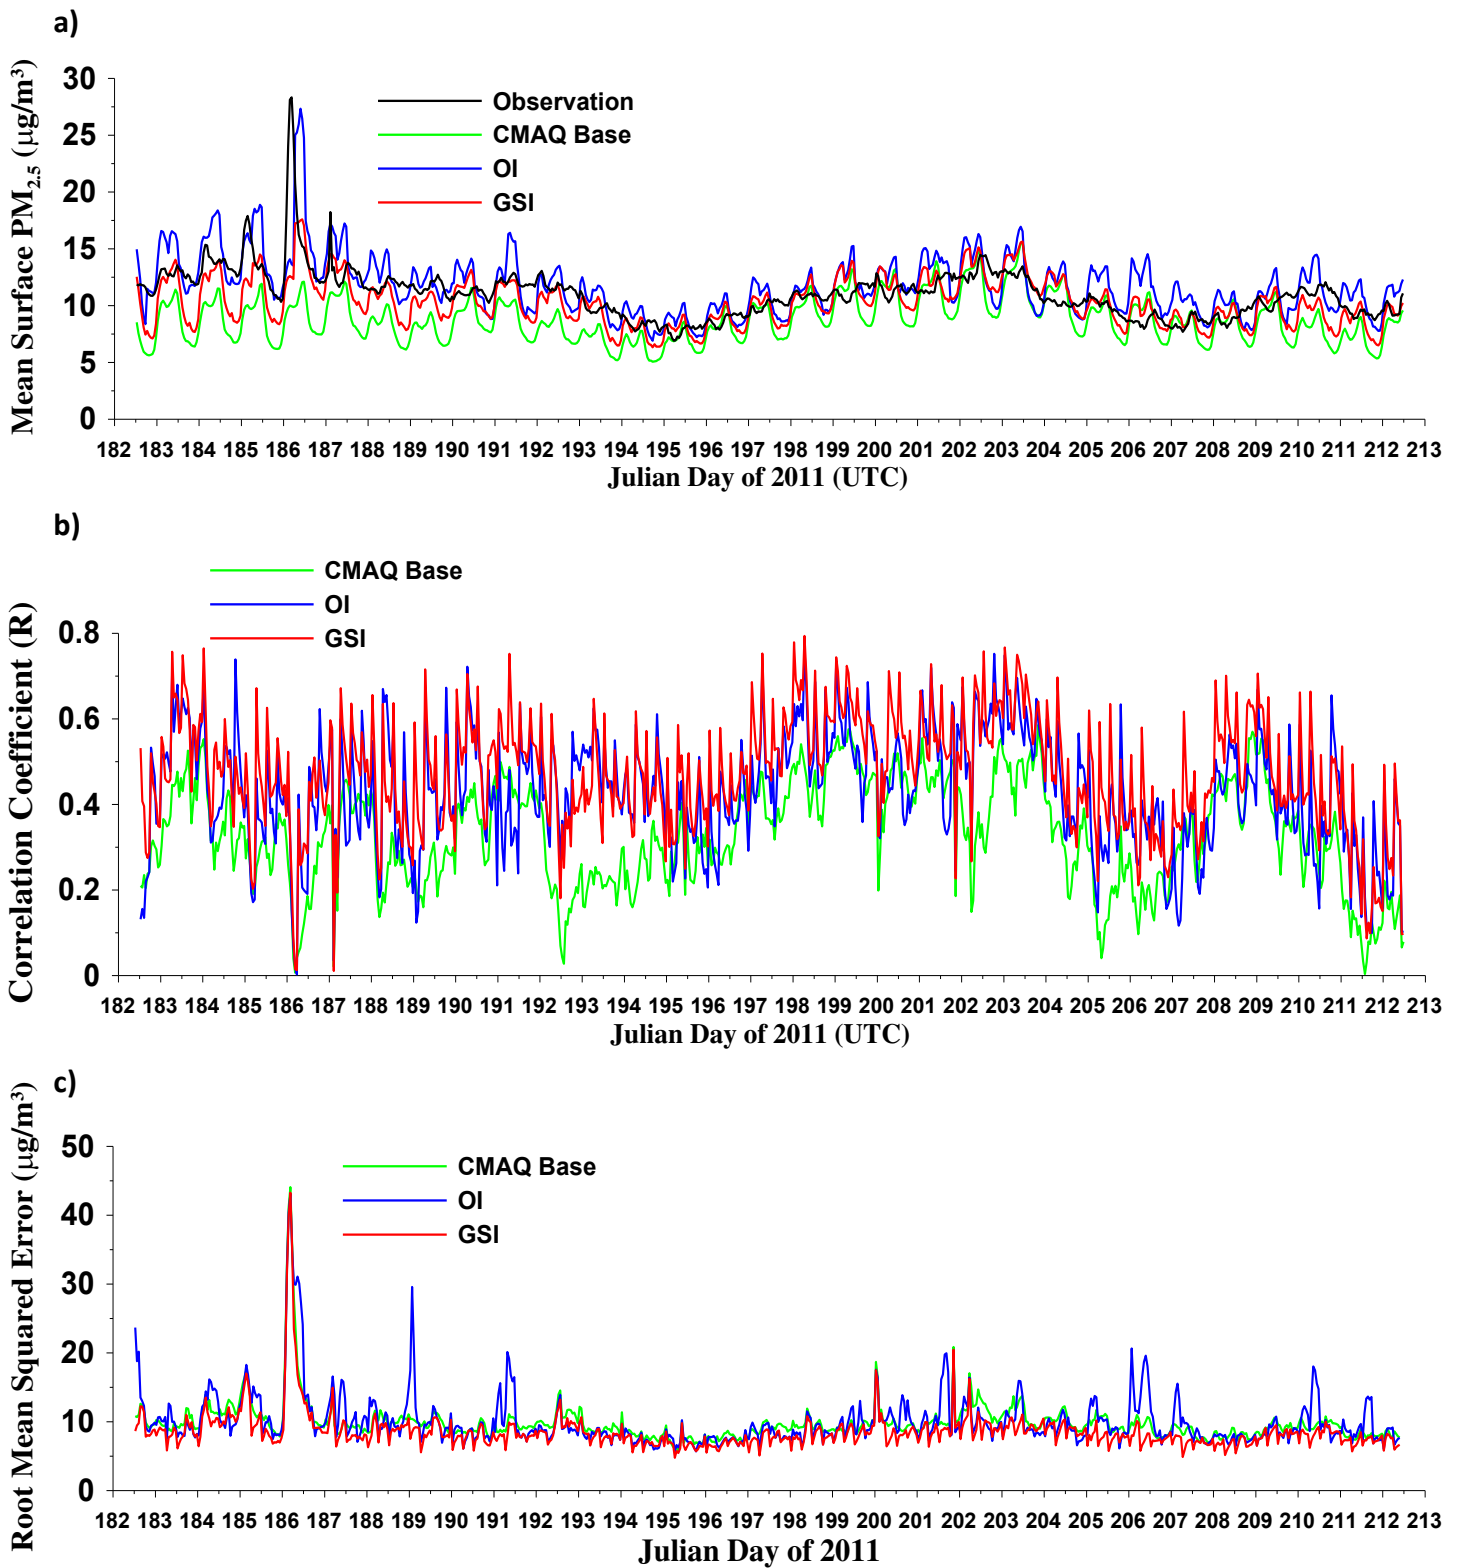 a)
Mean Surface PM2.5 (μg/m³)
30
25
20
15
10
5
0
Observation
CMAQ Base
OI
GSI
182 183 184 185 186 187 188 189 190 191 192 193 194 195 196 197 198 199 200 201 202 203 204 205 206 207 208 209 210 211 212 213
Julian Day of 2011 (UTC)
b)
Correlation Coefficient (R)
CMAQ Base
OI
GSI
0.8
0.6
0.4
0.2
0
182 183 184 185 186 187 188 189 190 191 192 193 194 195 196 197 198 199 200 201 202 203 204 205 206 207 208 209 210 211 212 213
Julian Day of 2011 (UTC)
c)
Root Mean Squared Error (μg/m³)
50
40
30
20
10
0
CMAQ Base
OI
GSI
182 183 184 185 186 187 188 189 190 191 192 193 194 195 196 197 198 199 200 201 202 203 204 205 206 207 208 209 210 211 212 213
Julian Day of 2011